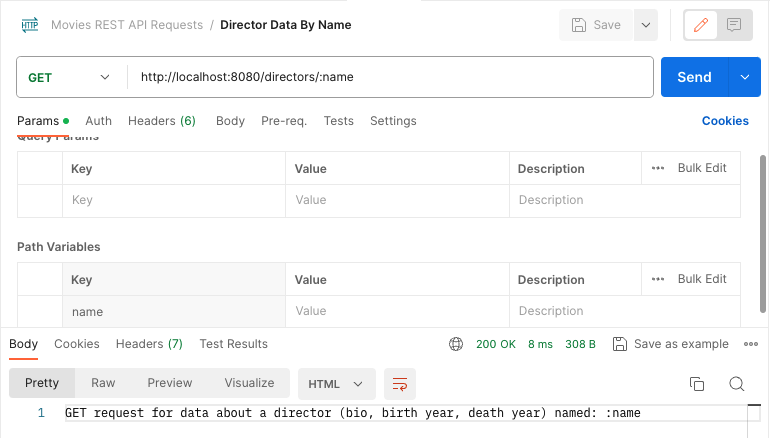 HTTP Movies REST API Requests / Director Data By Name Save
GET http://localhost:8080/directors/:name Send
Params Auth Headers (6) Body Pre-req. Tests Settings Cookies
Query Params
Key Value Description ••• Bulk Edit
Key Value Description
Path Variables
Key Value Description ••• Bulk Edit
name Value Description
Body Cookies Headers (7) Test Results 200 OK 8 ms 308 B Save as example •••
Pretty Raw Preview Visualize HTML
1 GET request for data about a director (bio, birth year, death year) named: :name